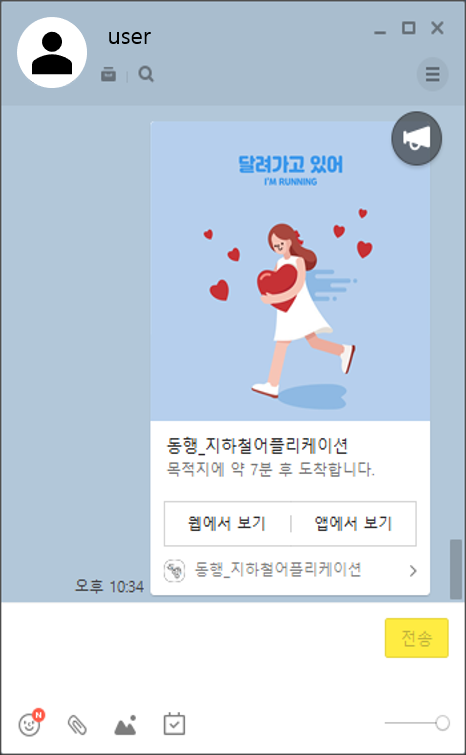 user
달려가고 있어
I'M RUNNING
동행_지하철어플리케이션
목적지에 약 7분 후 도착합니다.
웹에서 보기
앱에서 보기
동행_지하철어플리케이션
오후 10:34
전송
N